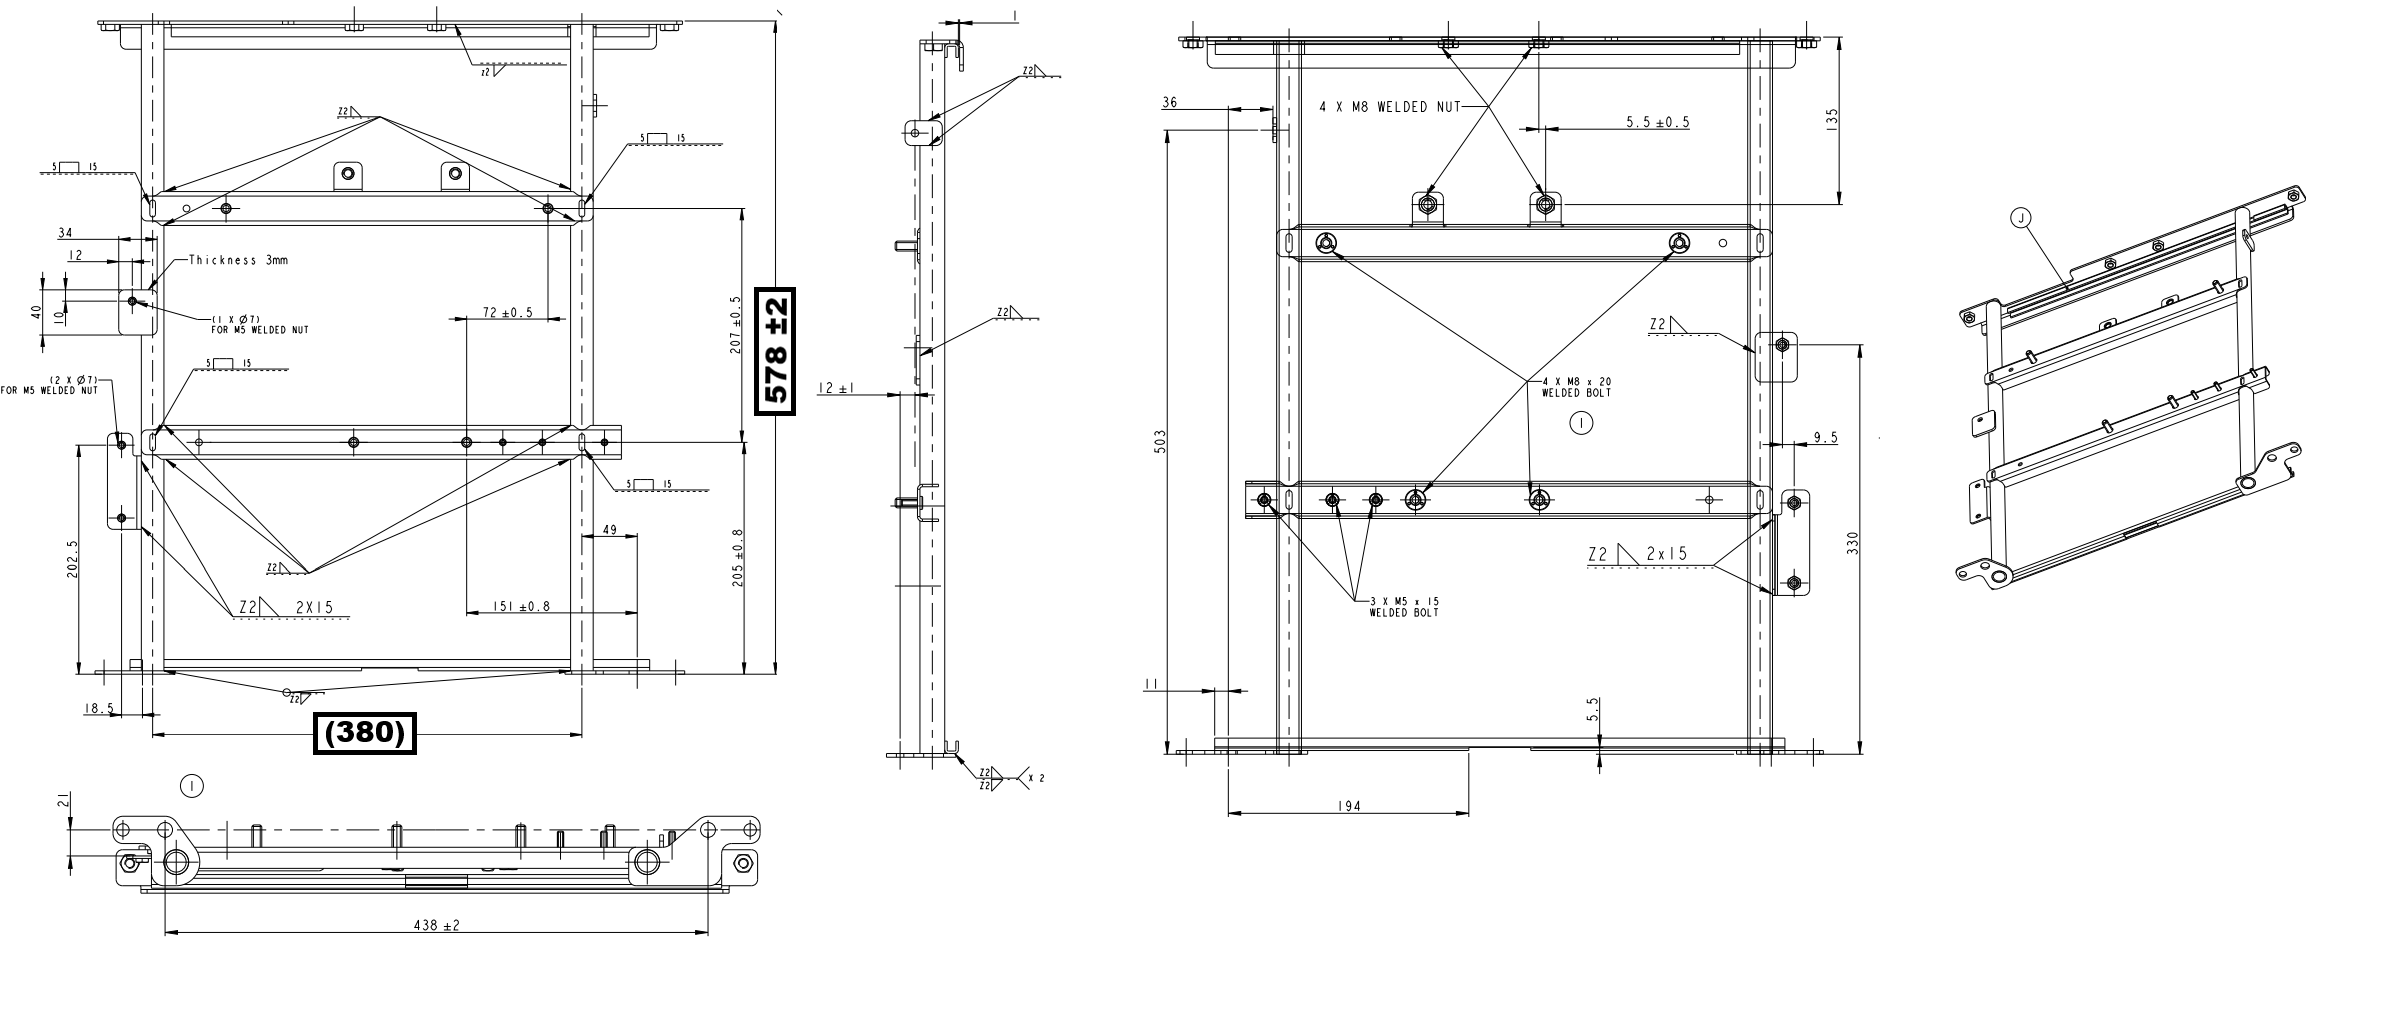 1
z2
Z2
Z2
5 15
5 15
34
12
Thickness 3mm
40
10
(1 X Ø7)
FOR M5 WELDED NUT
72 ±0.5
207 ±0.5
578 ±2
5 15
(2 X Ø7)
FOR M5 WELDED NUT
5 15
49
202.5
Z2
Z2 2X15
151 ±0.8
205 ±0.8
18.5
Z2
(380)
Z2
12 ±1
Z2
Z2 X 2
36
4 X M8 WELDED NUT
5.5 ±0.5
135
Z2
4 X M8 x 20
WELDED BOLT
1
503
9.5
330
Z2 2x15
3 X M5 x 15
WELDED BOLT
11
5.5
194
J
1
21
438 ±2